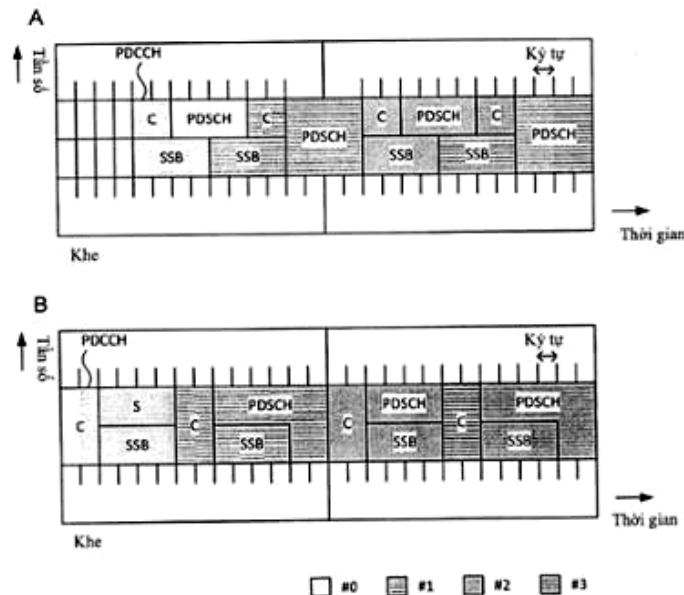 A
Tần số
PDCCH
Ký tự
C PDSCH C PDSCH C PDSCH C PDSCH
SSB SSB SSB SSB
Khe
Thời gian
B
Tần số
PDCCH
Ký tự
C S C PDSCH C PDSCH C PDSCH
SSB SSB SSB SSB
Khe
Thời gian
#0 #1 #2 #3